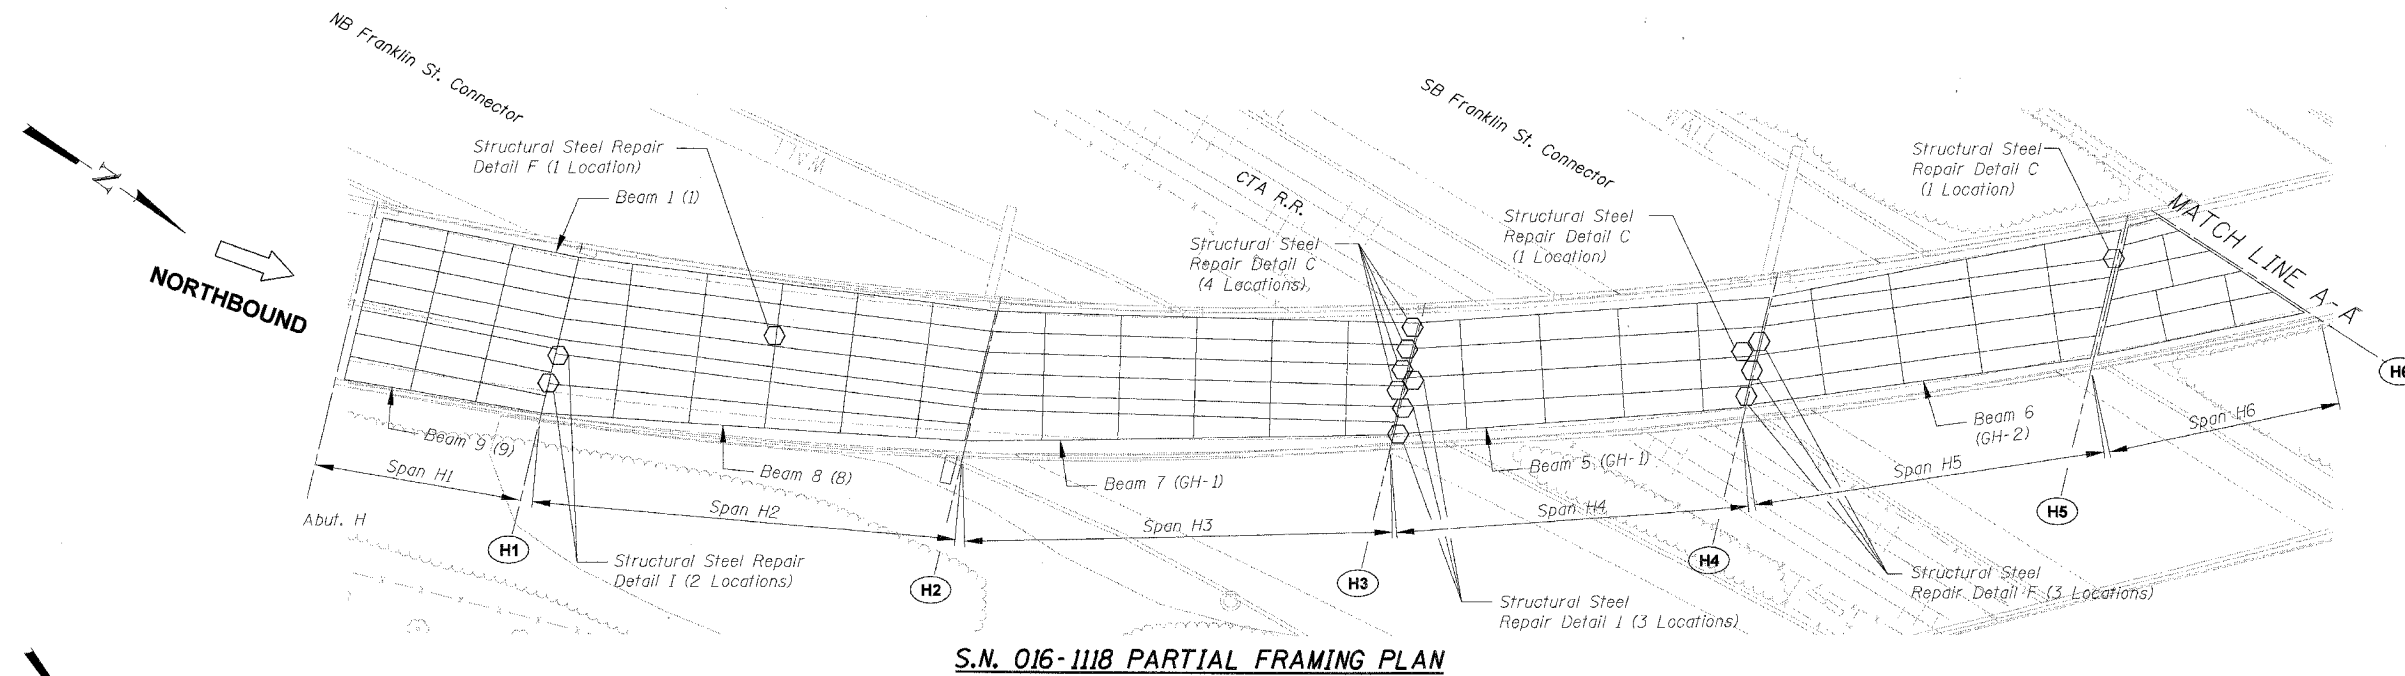 NB Franklin St. Connector
SB Franklin St. Connector
N
NORTHBOUND
Structural Steel Repair
Detail F (1 Location)
Beam 1 (1)
WALL
CTA R.R.
WALL
Structural Steel
Repair Detail C
(4 Locations)
Structural Steel
Repair Detail C
(1 Location)
Structural Steel
Repair Detail C
(1 Location)
MATCH LINE A-A
H6
Beam 9 (9)
Beam 8 (8)
Beam 7 (GH-1)
Beam 5 (GH-1)
Beam 6
(GH-2)
Span H1
Span H2
Span H3
Span H4
Span H5
Span H6
Abut. H
H1
H2
H3
H4
H5
Structural Steel Repair
Detail I (2 Locations)
Structural Steel
Repair Detail I (3 Locations)
Structural Steel
Repair Detail F (3 Locations)
S.N. 016-1118 PARTIAL FRAMING PLAN